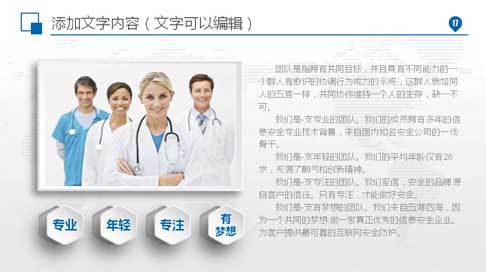 添加文字内容（文字可以编辑）
17
团队是指拥有共同目标，并且具有不同能力的一
小群人有意识的协调行为或力的系统，这群人就如同
人的五官一样，共同协作维持一个人的生存，缺一不
可。
我们是-支专业的团队。我们的成员拥有多年的信
息安全专业技术背景，来自国内知名安全公司的一线
骨干。
我们是-支年轻的团队。我们的平均年龄仅有26
岁，充满了朝气和创新精神。
我们是-支专注的团队。我们坚信，安全的品牌源
自客户的信任。只有专注，才能做好安全。
我们是-支有梦想的团队。我们来自五湖四海，因
为一个共同的梦想:做一家真正优秀的信息安全企业，
为客户提供最可靠的互联网安全防护。
专业
年轻
专注
有
梦想